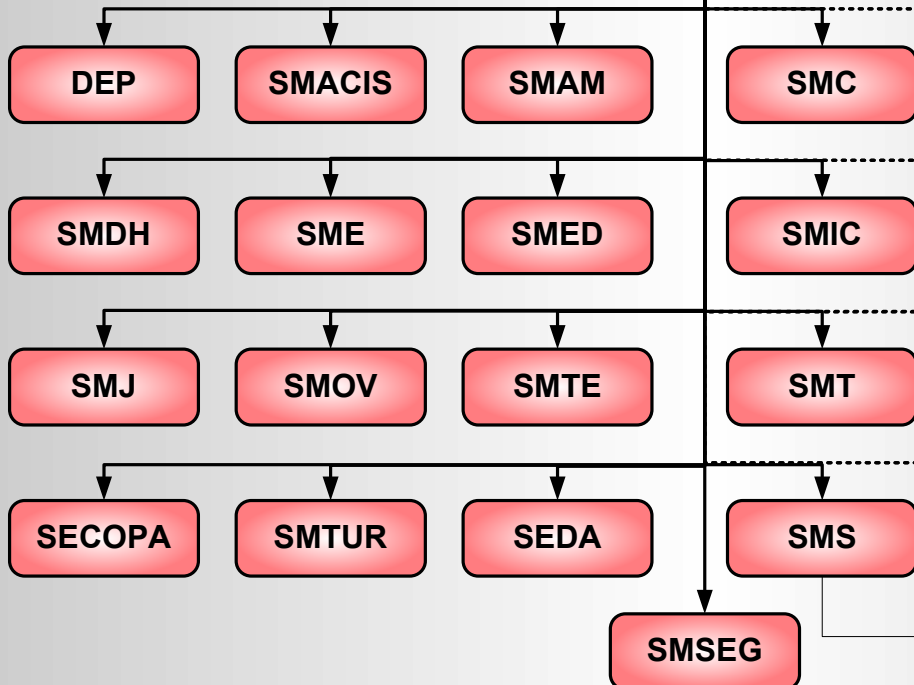 DEP
SMACIS
SMAM
SMC
SMDH
SME
SMED
SMIC
SMJ
SMOV
SMTE
SMT
SECOPA
SMTUR
SEDA
SMS
SMSEG